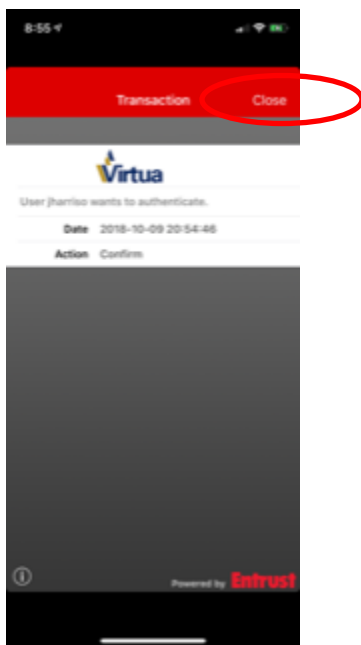 8:55
Transaction Close
Virtua
User jharriso wants to authenticate.
Date 2018-10-09 20:54:46
Action Confirm
Powered by Entrust